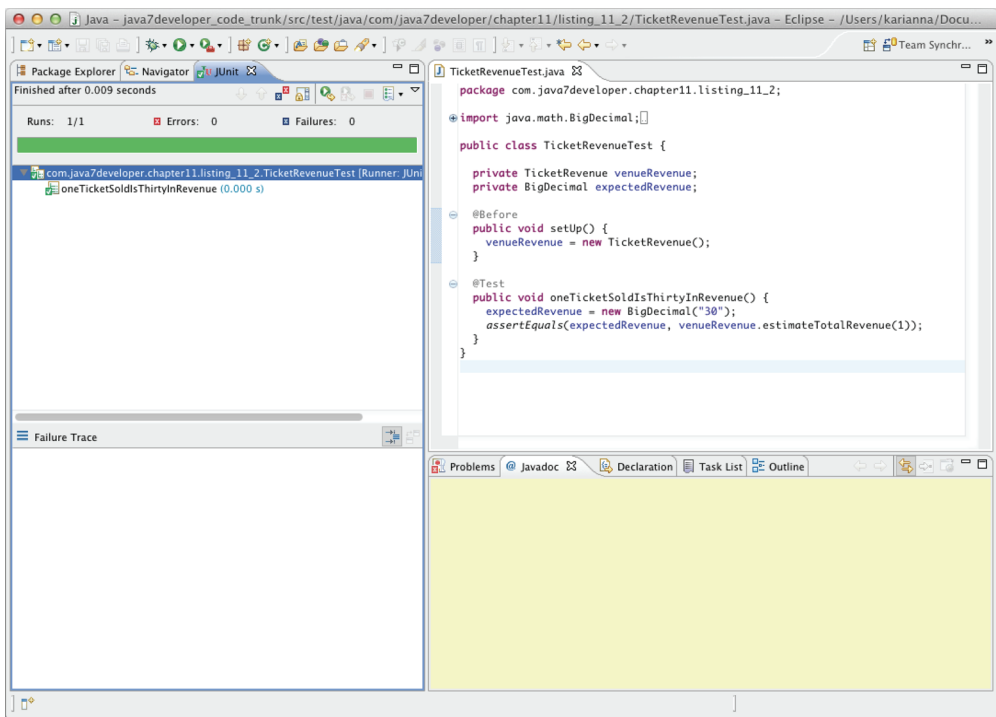 Java – java7developer_code_trunk/src/test/java/com/java7developer/chapter11/listing_11_2/TicketRevenueTest.java – Eclipse – /Users/karianna/Docu...
Team Synchr... »
Package Explorer Navigator JUnit
Finished after 0.009 seconds
Runs: 1/1 Errors: 0 Failures: 0
com.java7developer.chapter11.listing_11_2.TicketRevenueTest [Runner: JUni
oneTicketSoldIsThirtyInRevenue (0.000 s)
Failure Trace
TicketRevenueTest.java
package com.java7developer.chapter11.listing_11_2;
import java.math.BigDecimal;
public class TicketRevenueTest {
private TicketRevenue venueRevenue;
private BigDecimal expectedRevenue;
@Before
public void setUp() {
venueRevenue = new TicketRevenue();
}
@Test
public void oneTicketSoldIsThirtyInRevenue() {
expectedRevenue = new BigDecimal("30");
assertEquals(expectedRevenue, venueRevenue.estimateTotalRevenue(1));
}
}
Problems @ Javadoc Declaration Task List Outline